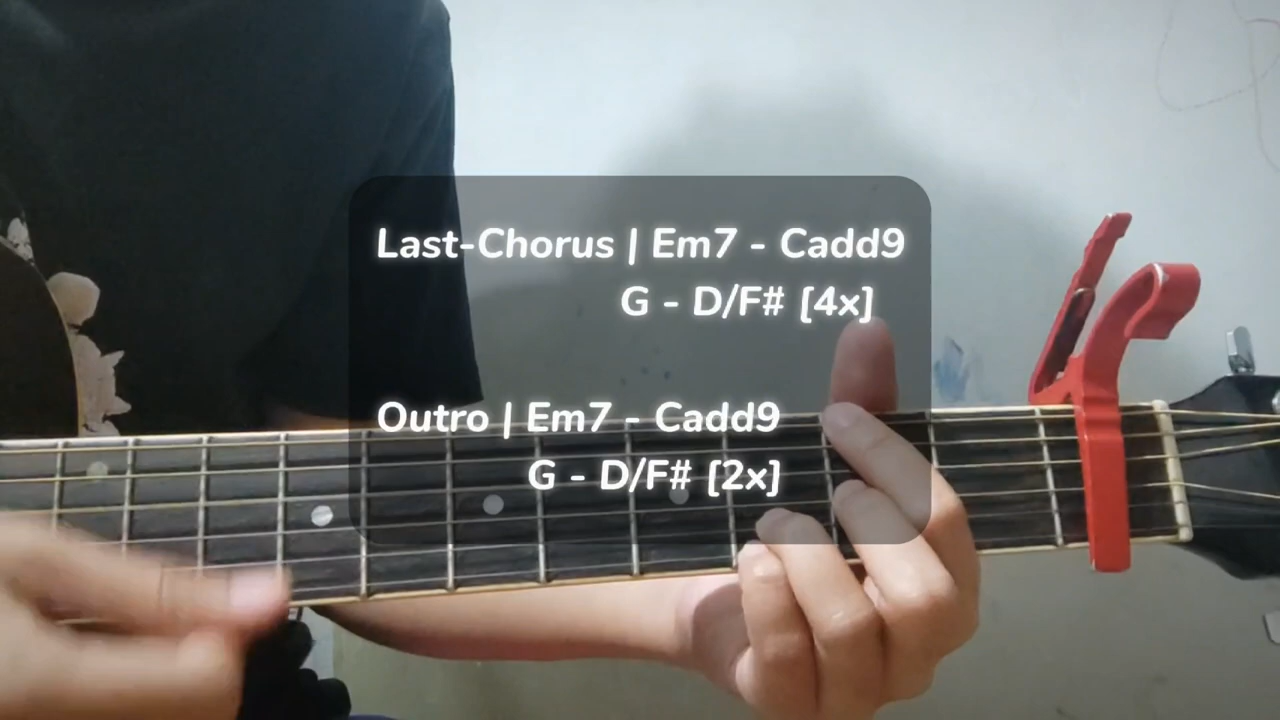 Last-Chorus | Em7 - Cadd9
G - D/F# [4x]
Outro | Em7 - Cadd9
G - D/F# [2x]